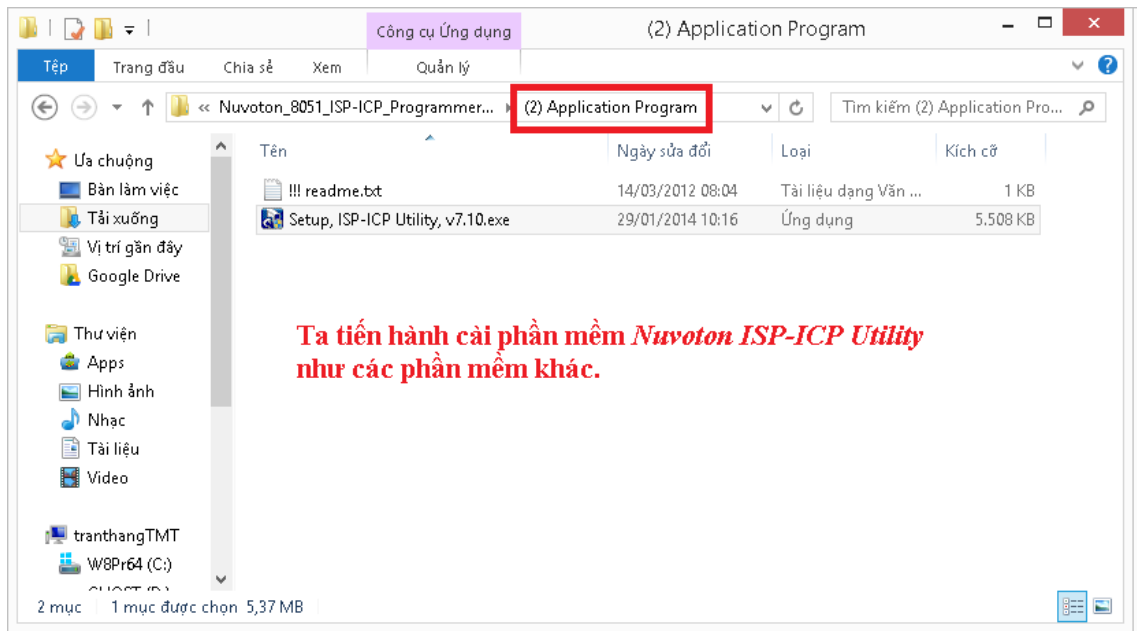 Công cụ Ứng dụng
(2) Application Program
Tệp Trang đầu Chia sẻ Xem Quản lý
« Nuvoton_8051_ISP-ICP_Programmer... (2) Application Program
Tìm kiếm (2) Application Pro...
Tên Ngày sửa đổi Loại Kích cỡ
!!! readme.txt 14/03/2012 08:04 Tài liệu dạng Văn ... 1 KB
Setup, ISP-ICP Utility, v7.10.exe 29/01/2014 10:16 Ứng dụng 5.508 KB
Ưa chuộng
Bàn làm việc
Tải xuống
Vị trí gần đây
Google Drive
Thư viện
Apps
Hình ảnh
Nhạc
Tài liệu
Video
tranthangTMT
W8Pr64 (C:)
Ta tiến hành cài phần mềm Nuvoton ISP-ICP Utility
như các phần mềm khác.
2 mục 1 mục được chọn 5,37 MB